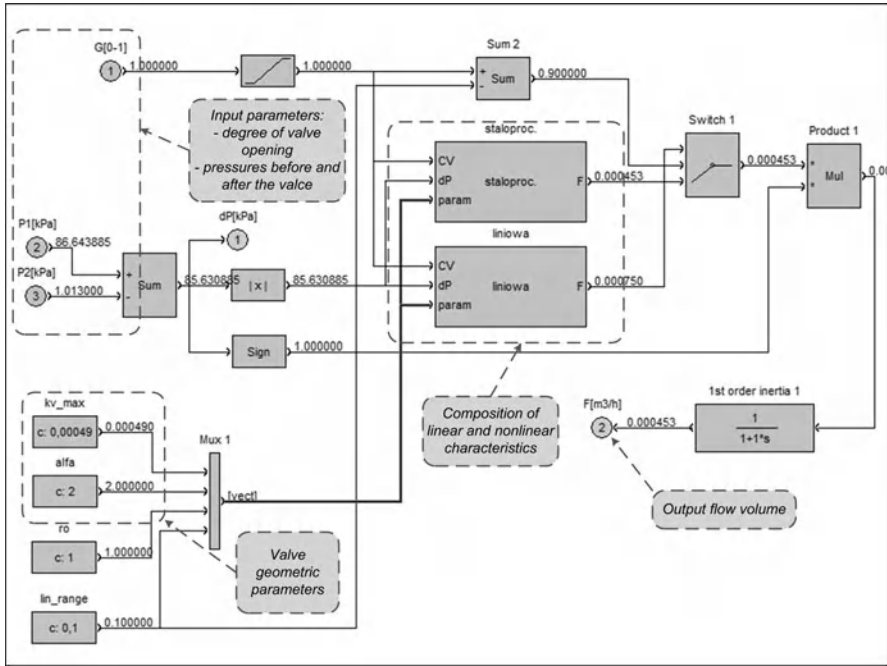 G[0-1]
1
1.000000
1.000000
Sum 2
+
-
Sum
0.900000
Input parameters:
- degree of valve
opening
- pressures before and
after the valce
staloproc.
CV
dP
param
staloproc.
F
0.000453
Switch 1
0.000453
Product 1
*
*
Mul
0.00
P1[kPa]
2
86.643885
P2[kPa]
3
1.013000
+
-
Sum
85.630885
dP[kPa]
1
|x|
85.630885
Sign
1.000000
liniowa
CV
dP
param
liniowa
F
0.000750
kv_max
c: 0,00049
0.000490
alfa
c: 2
2.000000
ro
c: 1
1.000000
lin_range
c: 0,1
0.100000
Mux 1
[vect]
Valve
geometric
parameters
Composition of
linear and nonlinear
characteristics
F[m3/h]
2
0.000453
1st order inertia 1
1
1+1*s
Output flow volume